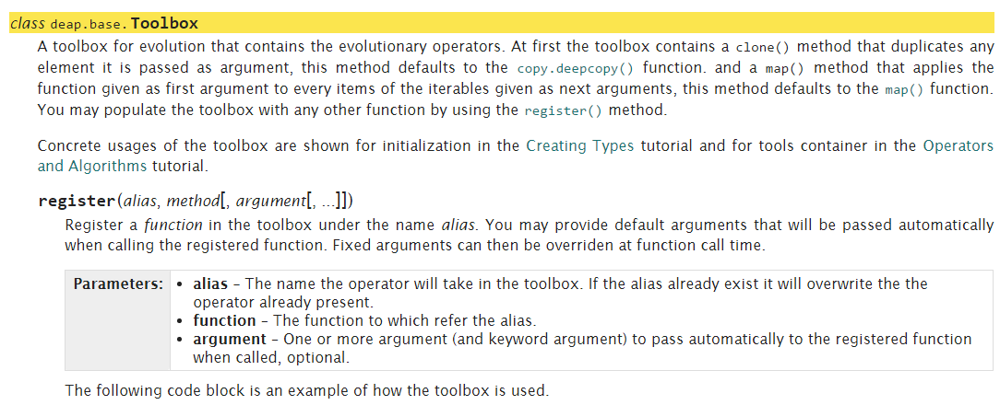 class deap.base.Toolbox
A toolbox for evolution that contains the evolutionary operators. At first the toolbox contains a clone() method that duplicates any
element it is passed as argument, this method defaults to the copy.deepcopy() function. and a map() method that applies the
function given as first argument to every items of the iterables given as next arguments, this method defaults to the map() function.
You may populate the toolbox with any other function by using the register() method.
Concrete usages of the toolbox are shown for initialization in the Creating Types tutorial and for tools container in the Operators
and Algorithms tutorial.
register(alias, method[, argument[, ...]])
Register a function in the toolbox under the name alias. You may provide default arguments that will be passed automatically
when calling the registered function. Fixed arguments can then be overriden at function call time.
Parameters: • alias – The name the operator will take in the toolbox. If the alias already exist it will overwrite the the
operator already present.
• function – The function to which refer the alias.
• argument – One or more argument (and keyword argument) to pass automatically to the registered function
when called, optional.
The following code block is an example of how the toolbox is used.